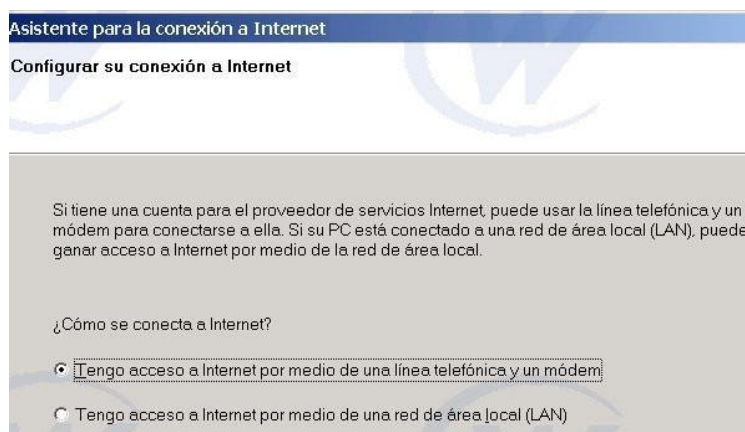 Asistente para la conexión a Internet
Configurar su conexión a Internet
Si tiene una cuenta para el proveedor de servicios Internet, puede usar la línea telefónica y un
módem para conectarse a ella. Si su PC está conectado a una red de área local (LAN), puede
ganar acceso a Internet por medio de la red de área local.
¿Cómo se conecta a Internet?
Tengo acceso a Internet por medio de una línea telefónica y un módem
Tengo acceso a Internet por medio de una red de área local (LAN)